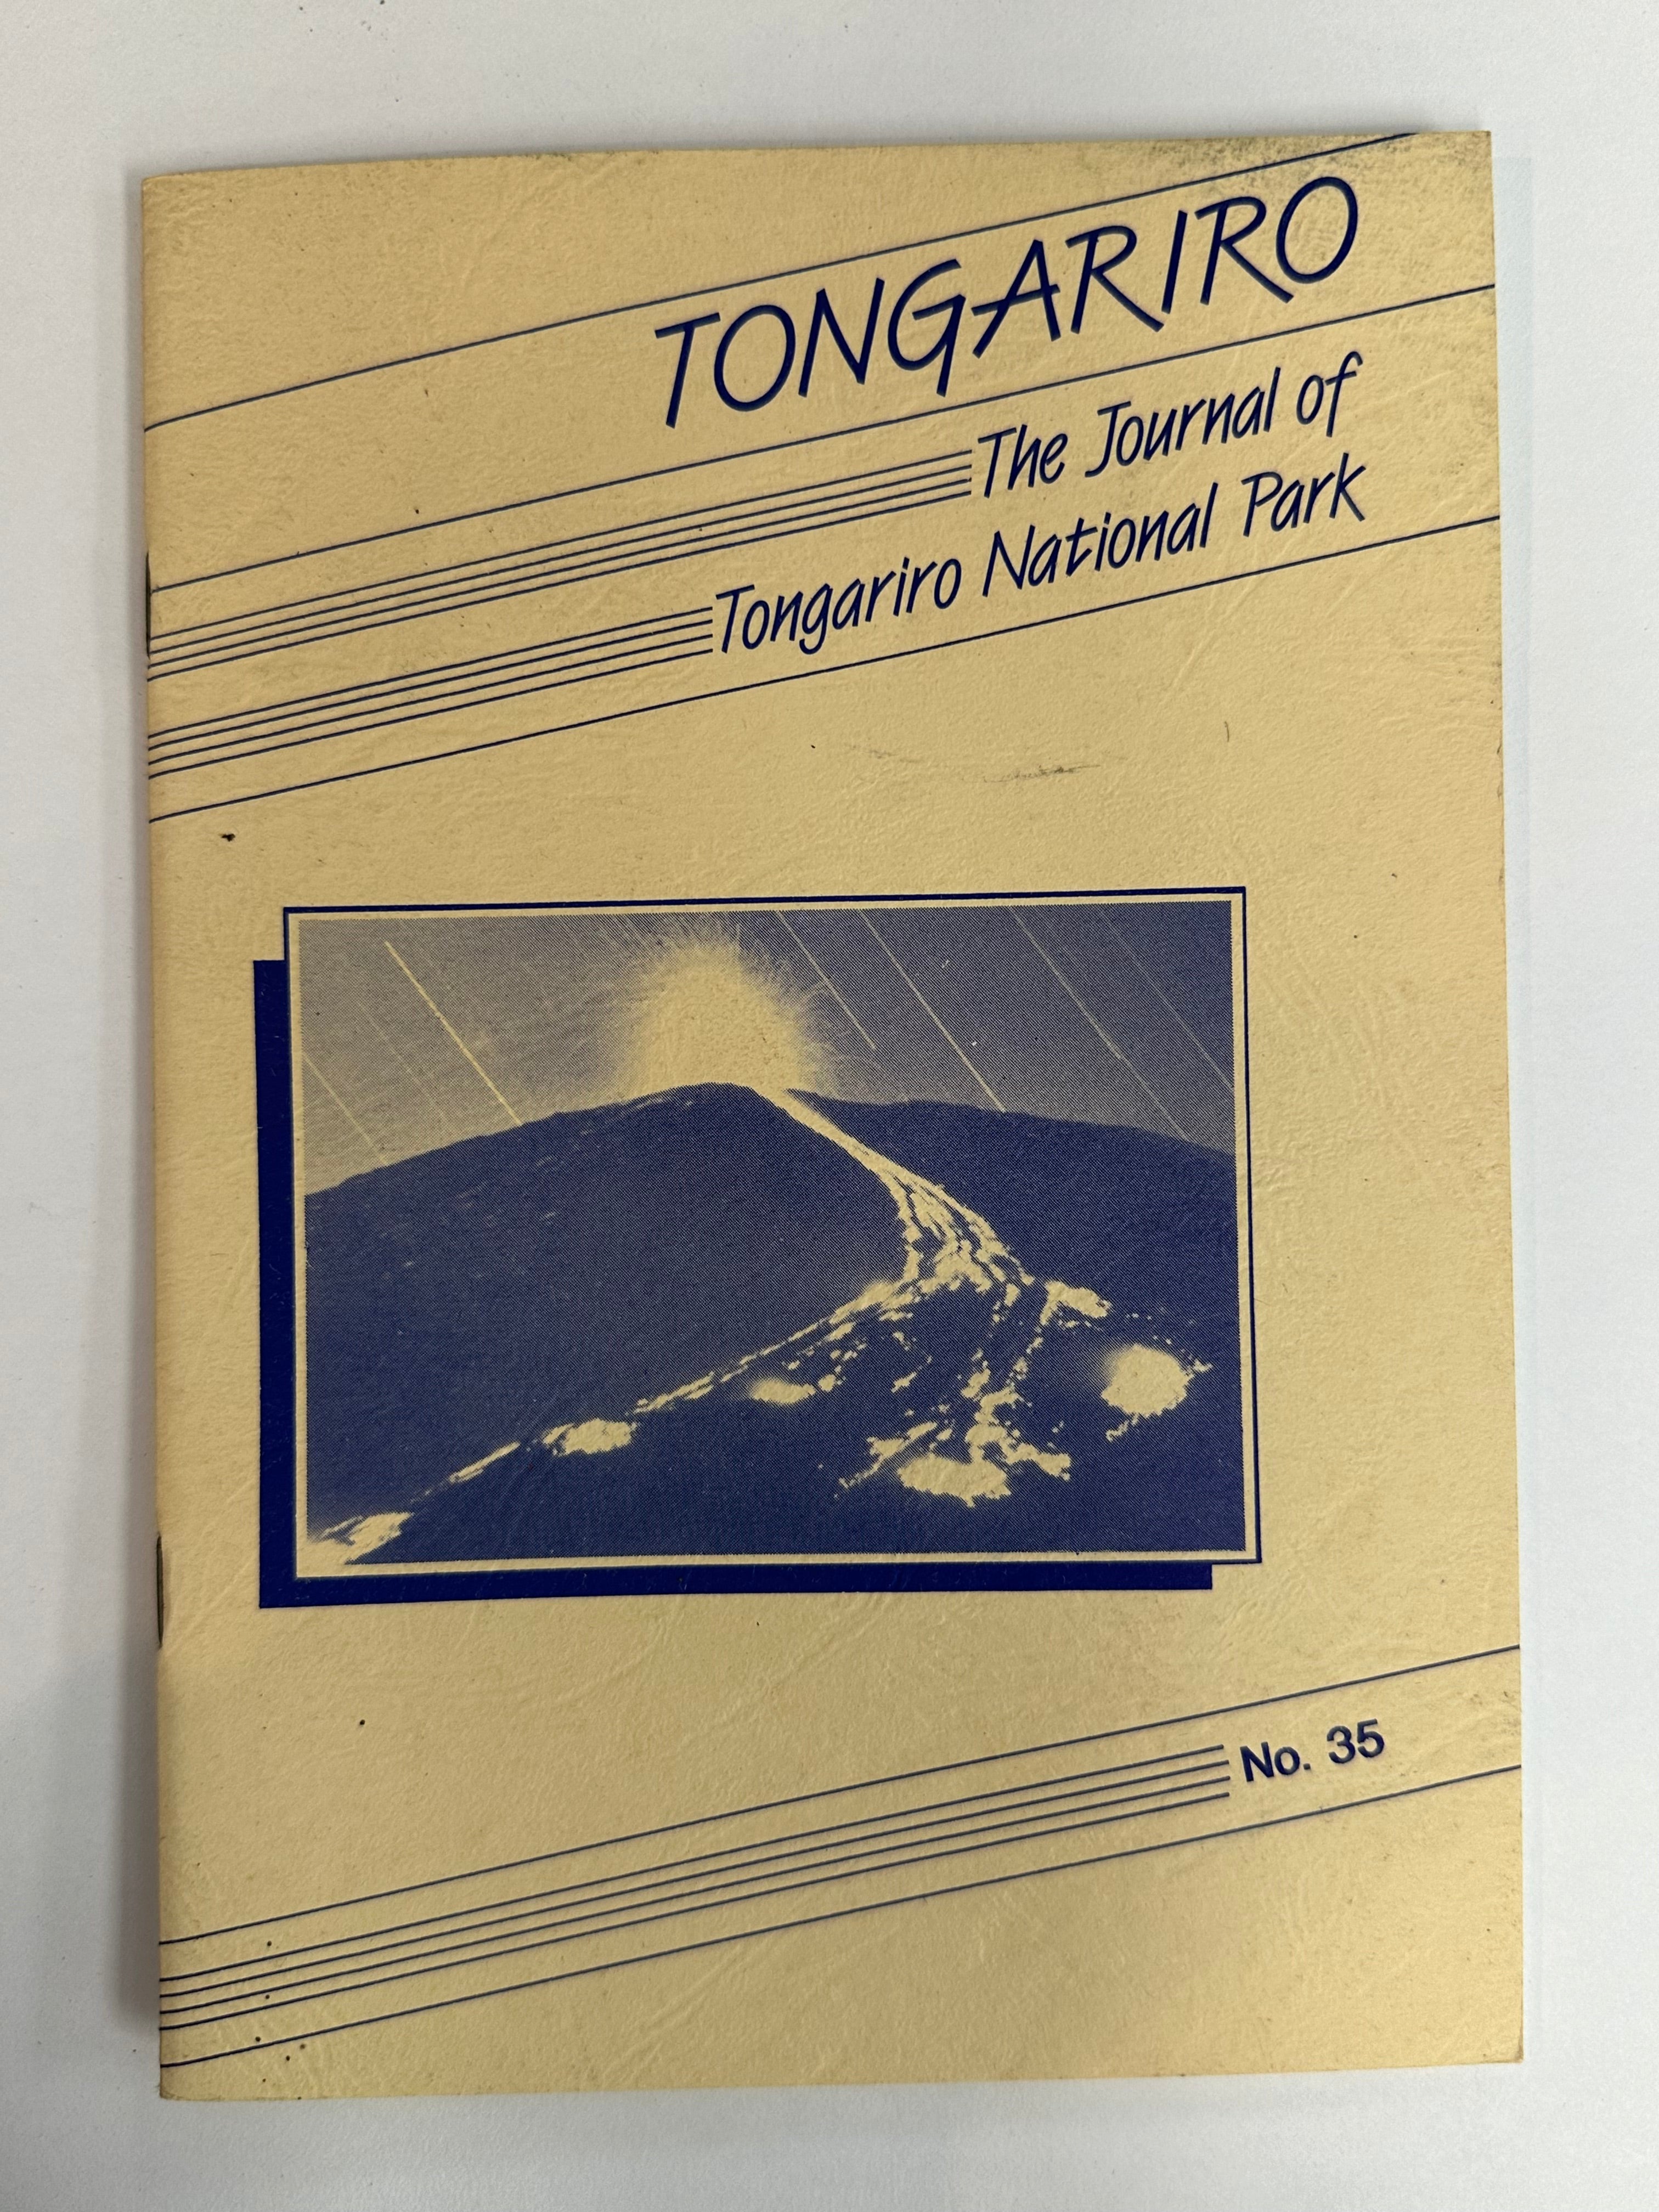 TONGARIRO
The Journal of
Tongariro National Park
No. 35